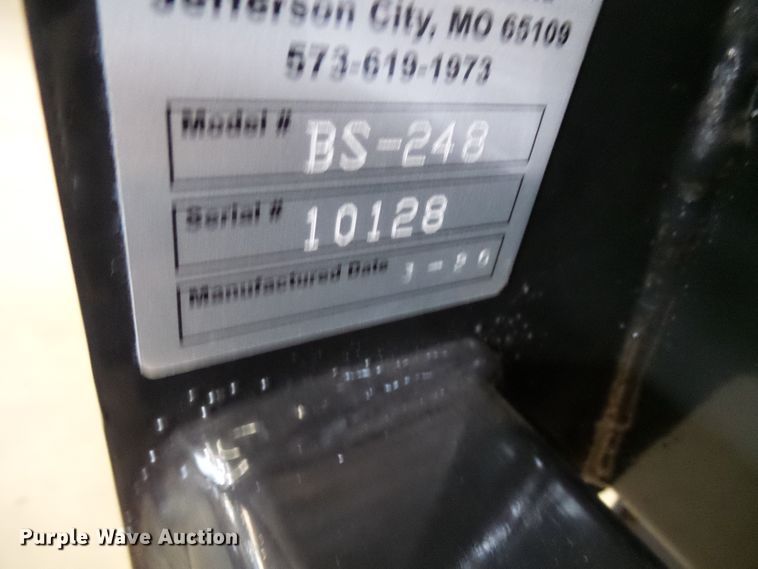 Jefferson City, MO 65109
573-619-1973
Model # BS-248
Serial # 10128
Manufactured Date
Purple Wave Auction